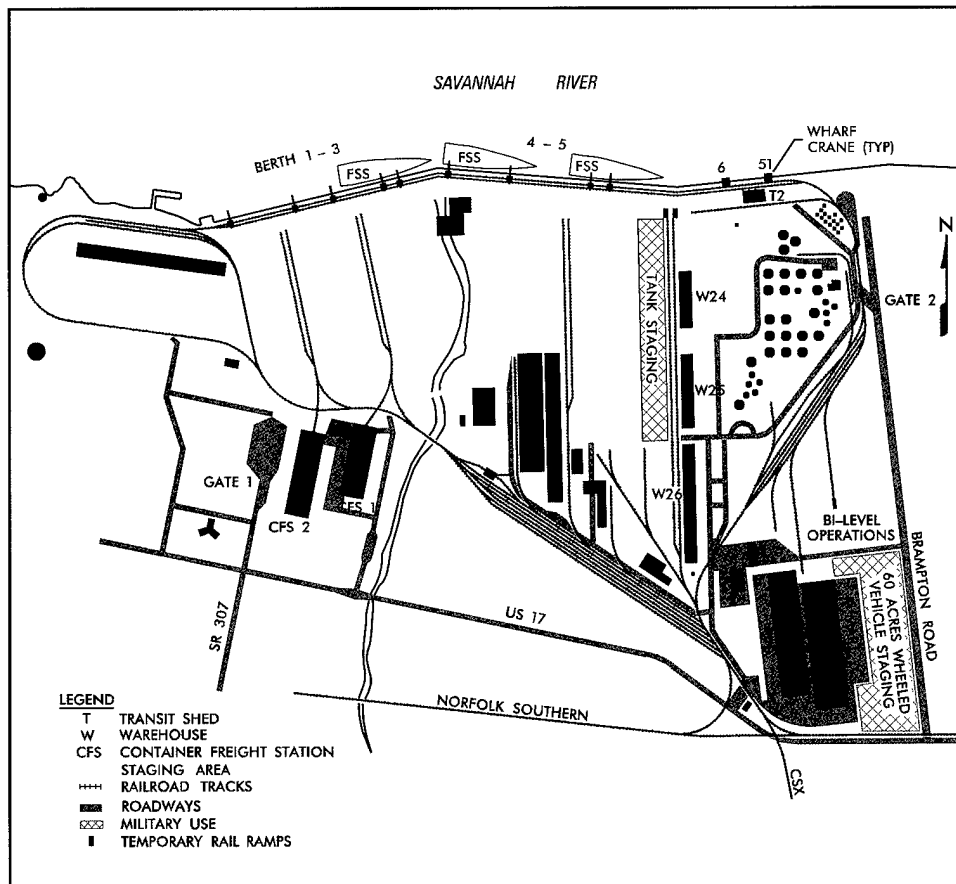 SAVANNAH RIVER
BERTH 1 - 3
4 - 5
FSS
FSS
FSS
6
51
WHARF
CRANE (TYP)
T2
N
TANK STAGING
W24
GATE 2
W25
W26
GATE 1
CFS 2
CFS 1
BI-LEVEL
OPERATIONS
BRAMPTON ROAD
60 ACRES WHEELED
VEHICLE STAGING
SR 307
US 17
NORFOLK SOUTHERN
CSX
LEGEND
T TRANSIT SHED
W WAREHOUSE
CFS CONTAINER FREIGHT STATION
STAGING AREA
RAILROAD TRACKS
ROADWAYS
MILITARY USE
TEMPORARY RAIL RAMPS